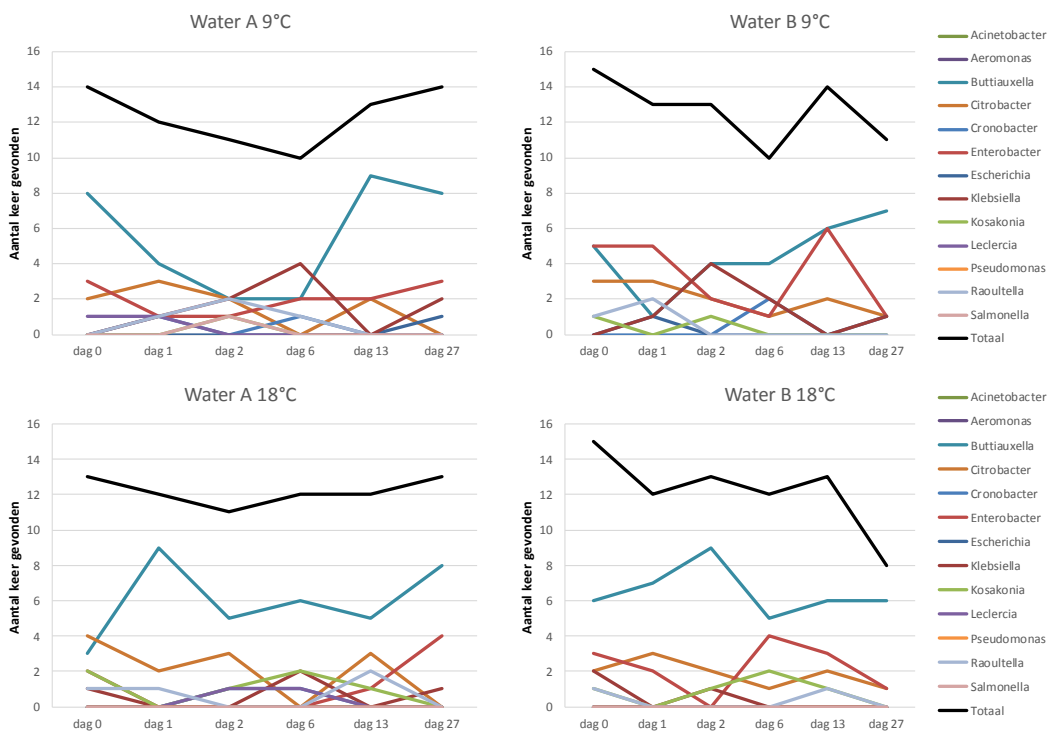 Water A 9°C
Aantal keer gevonden
16
14
12
10
8
6
4
2
0
dag 0 dag 1 dag 2 dag 6 dag 13 dag 27
Water B 9°C
Aantal keer gevonden
16
14
12
10
8
6
4
2
0
dag 0 dag 1 dag 2 dag 6 dag 13 dag 27
Acinetobacter
Aeromonas
Buttiauxella
Citrobacter
Cronobacter
Enterobacter
Escherichia
Klebsiella
Kosakonia
Leclercia
Pseudomonas
Raoultella
Salmonella
Totaal
Water A 18°C
Aantal keer gevonden
16
14
12
10
8
6
4
2
0
dag 0 dag 1 dag 2 dag 6 dag 13 dag 27
Water B 18°C
Aantal keer gevonden
16
14
12
10
8
6
4
2
0
dag 0 dag 1 dag 2 dag 6 dag 13 dag 27
Acinetobacter
Aeromonas
Buttiauxella
Citrobacter
Cronobacter
Enterobacter
Escherichia
Klebsiella
Kosakonia
Leclercia
Pseudomonas
Raoultella
Salmonella
Totaal